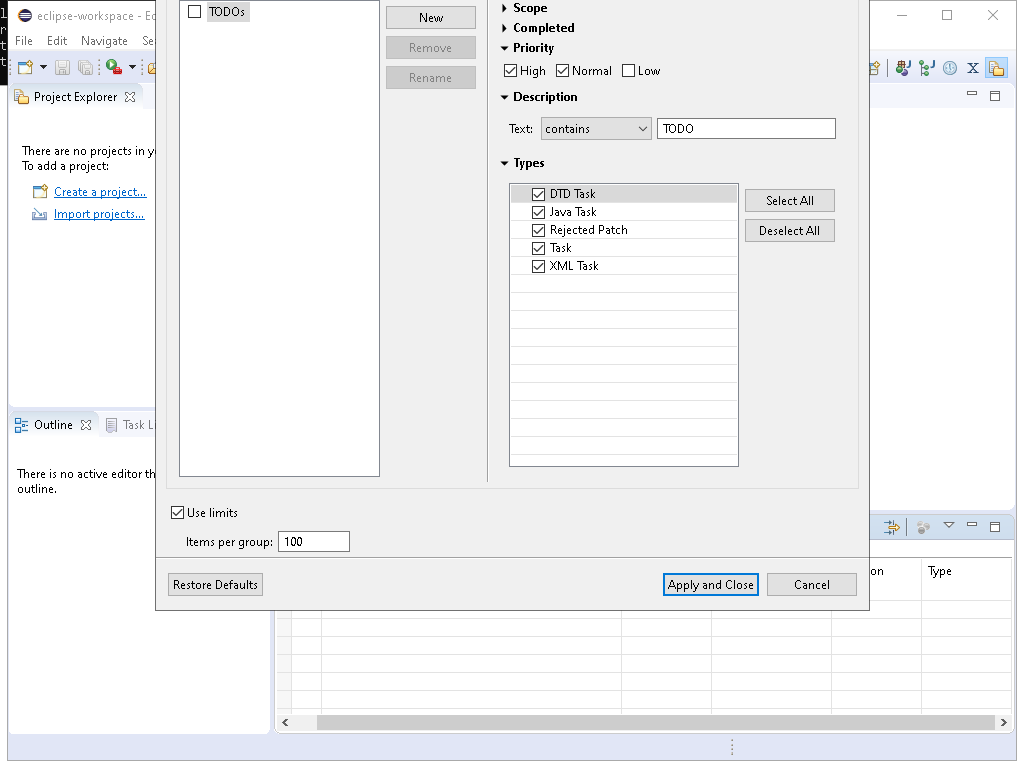 eclipse-workspace - Ec
File Edit Navigate Se
Project Explorer
There are no projects in y
To add a project:
Create a project...
Import projects...
Outline Task Li
There is no active editor th
outline.
TODOs
New
Remove
Rename
Scope
Completed
Priority
High Normal Low
Description
Text: contains TODO
Types
DTD Task
Java Task
Rejected Patch
Task
XML Task
Select All
Deselect All
Use limits
Items per group: 100
Restore Defaults Apply and Close Cancel
on Type